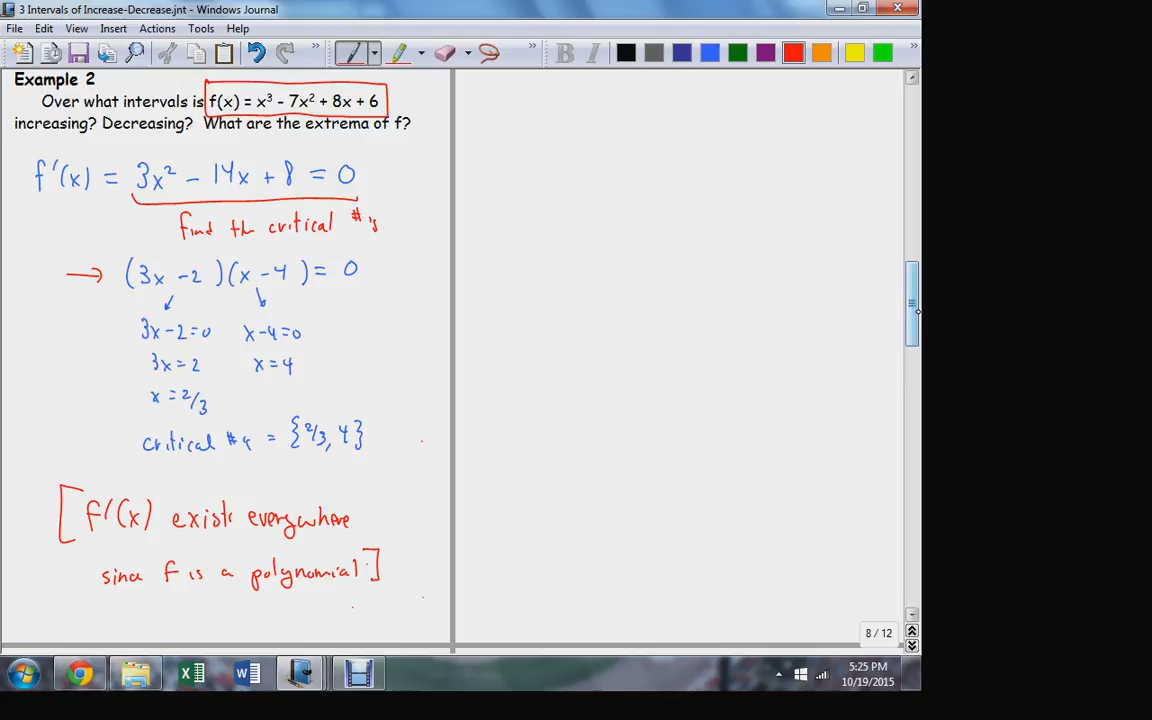 3 Intervals of Increase-Decrease.jnt - Windows Journal
File Edit View Insert Actions Tools Help
Example 2
Over what intervals is f(x) = x³ - 7x² + 8x + 6
increasing? Decreasing? What are the extrema of f?
f'(x) = 3x² - 14x + 8 = 0
find the critical #'s
→ (3x - 2)(x - 4) = 0
3x-2=0 x-4=0
3x=2 x=4
x=2/3
critical #s = {2/3, 4}
[f'(x) exists everywhere
since f is a polynomial.]
8 / 12
5:25 PM
10/19/2015